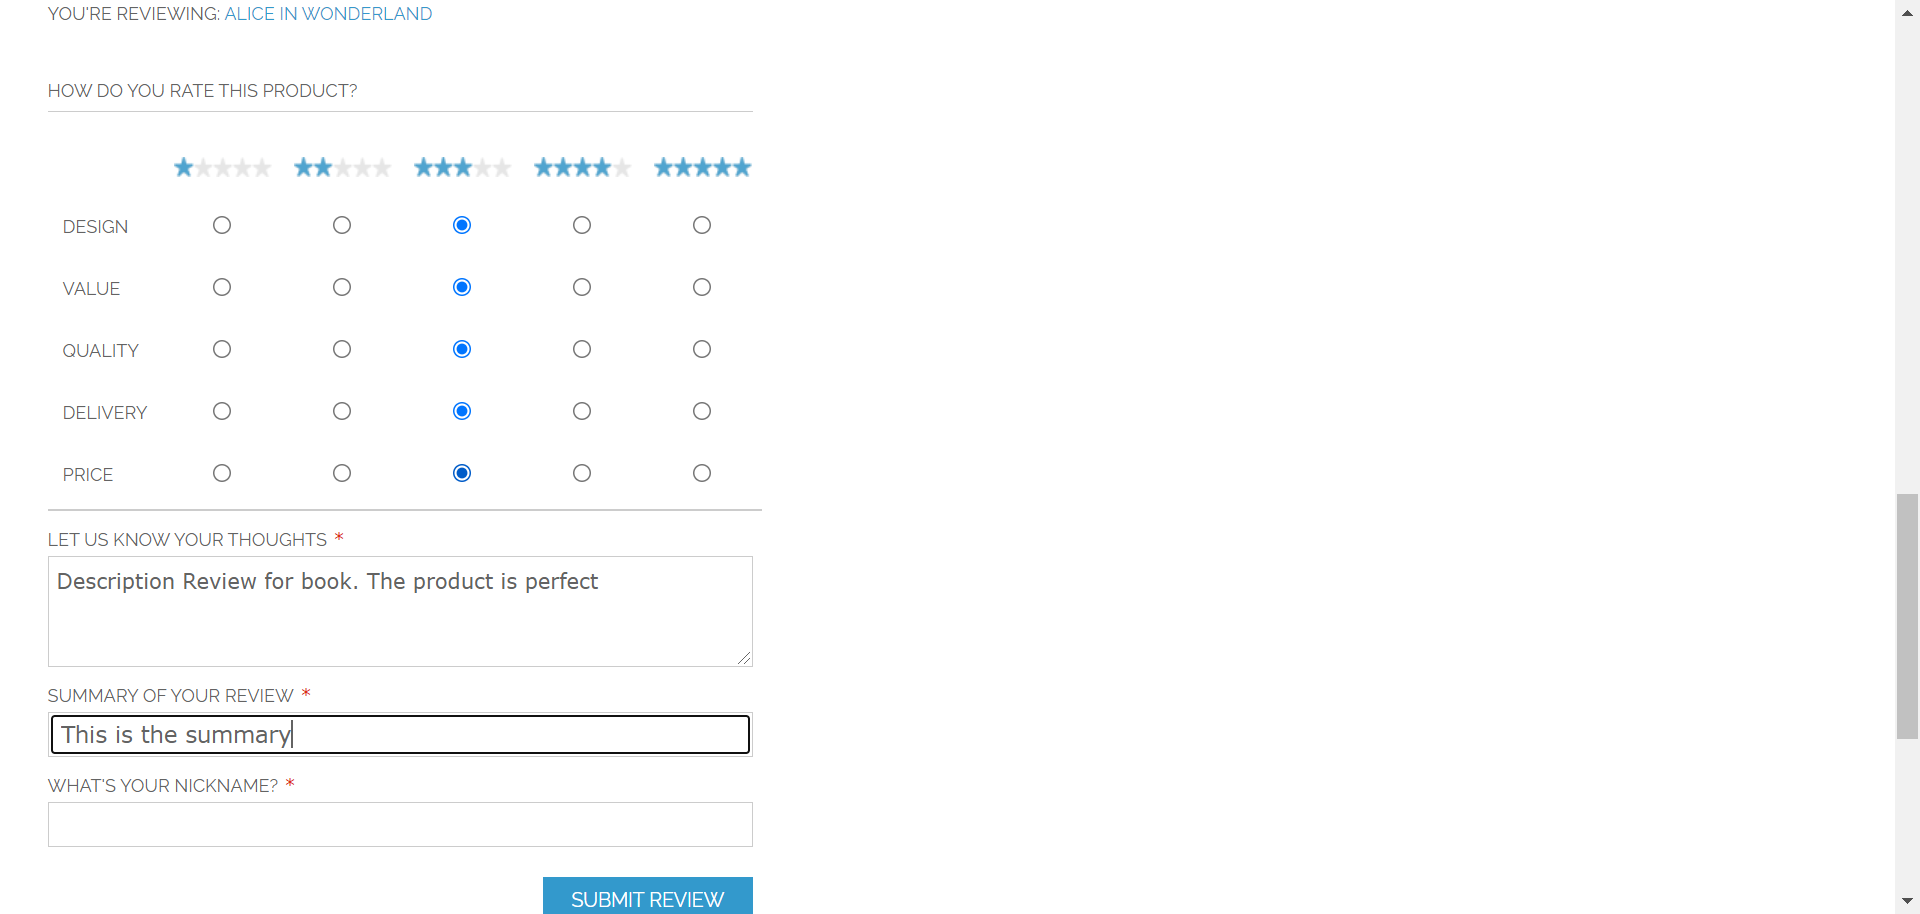 YOU'RE REVIEWING: ALICE IN WONDERLAND
HOW DO YOU RATE THIS PRODUCT?
DESIGN
VALUE
QUALITY
DELIVERY
PRICE
LET US KNOW YOUR THOUGHTS *
Description Review for book. The product is perfect
SUMMARY OF YOUR REVIEW *
This is the summary
WHAT'S YOUR NICKNAME? *
SUBMIT REVIEW